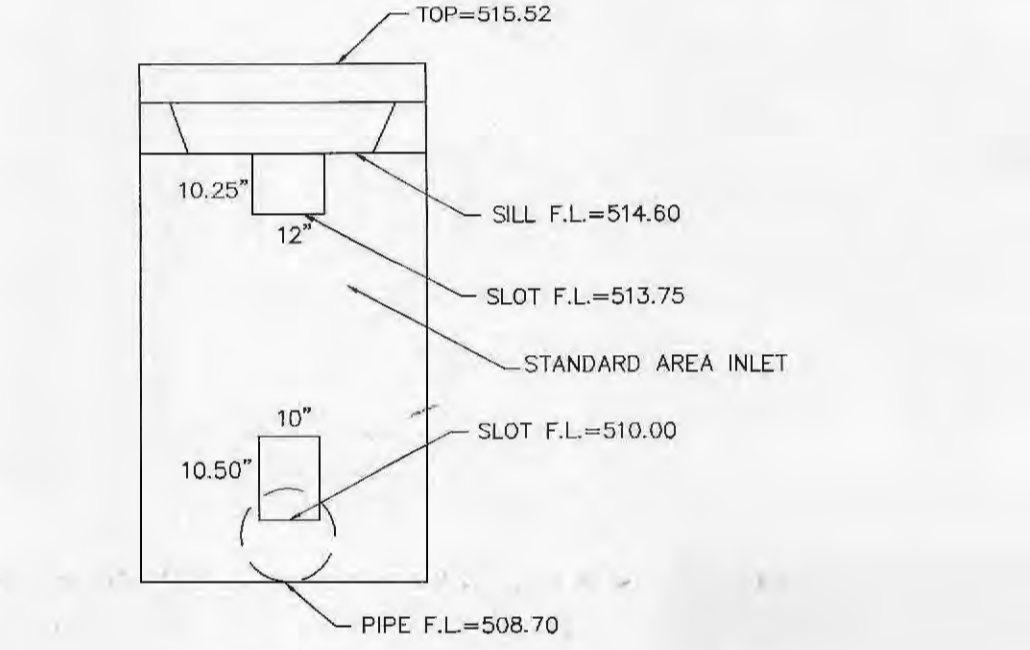 TOP=515.52
10.25"
SILL F.L.=514.60
12"
SLOT F.L.=513.75
STANDARD AREA INLET
10"
SLOT F.L.=510.00
10.50"
PIPE F.L.=508.70